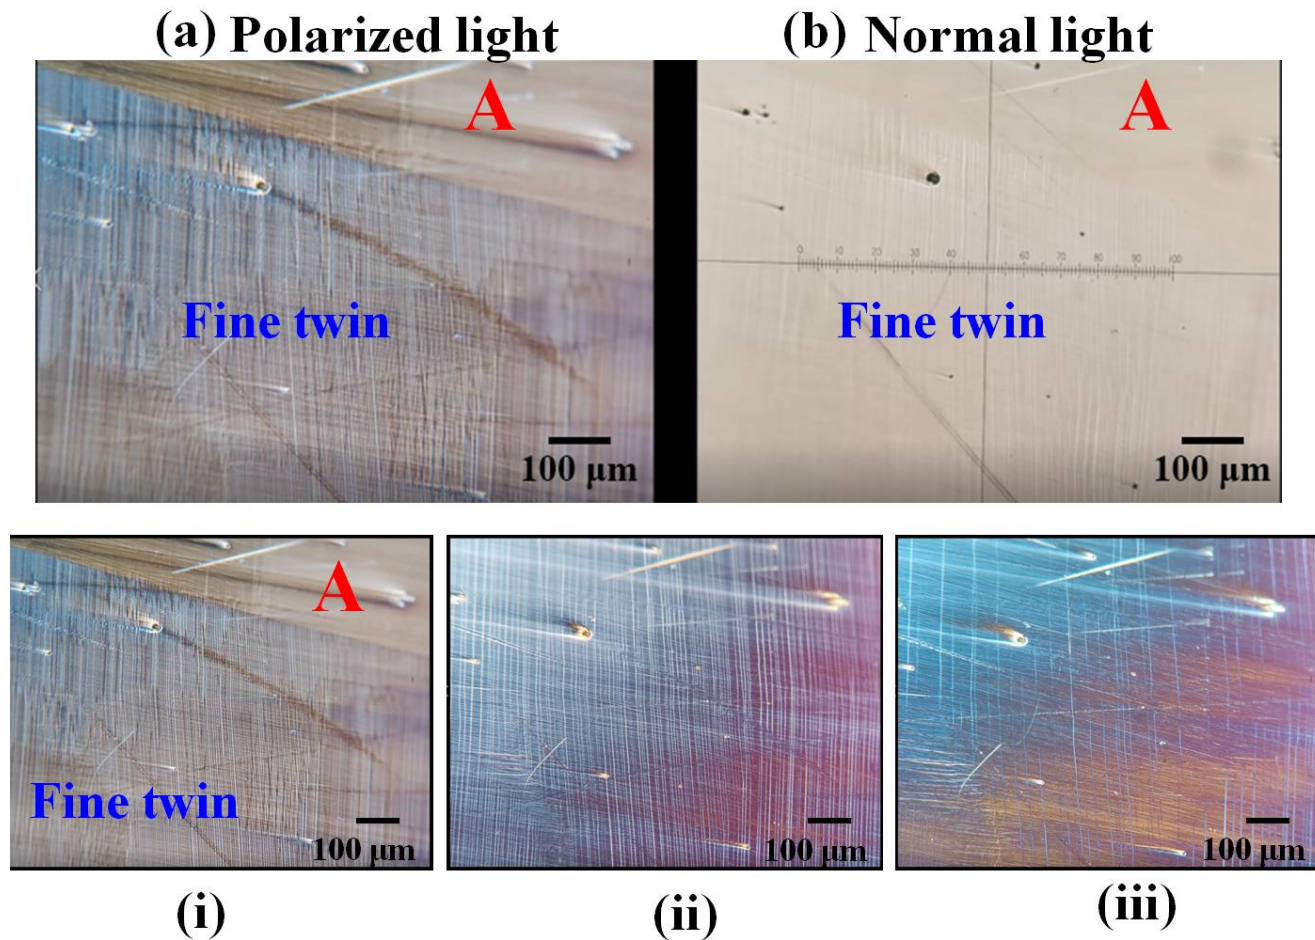 (a) Polarized light
(b) Normal light
A
A
0 10 20 30 40 50 60 70 80 90 100
Fine twin
Fine twin
100 μm
100 μm
A
Fine twin
100 μm
100 μm
100 μm
(i)
(ii)
(iii)